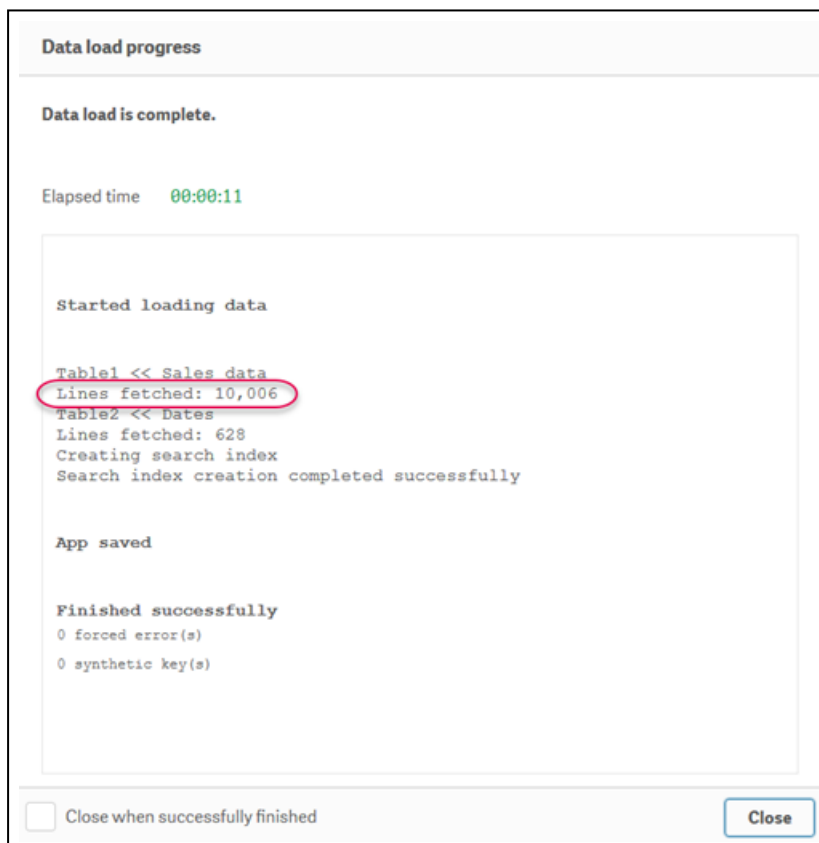 Data load progress
Data load is complete.
Elapsed time 00:00:11
Started loading data
Table1 << Sales data
Lines fetched: 10,006
Table2 << Dates
Lines fetched: 628
Creating search index
Search index creation completed successfully
App saved
Finished successfully
0 forced error(s)
0 synthetic key(s)
Close when successfully finished
Close